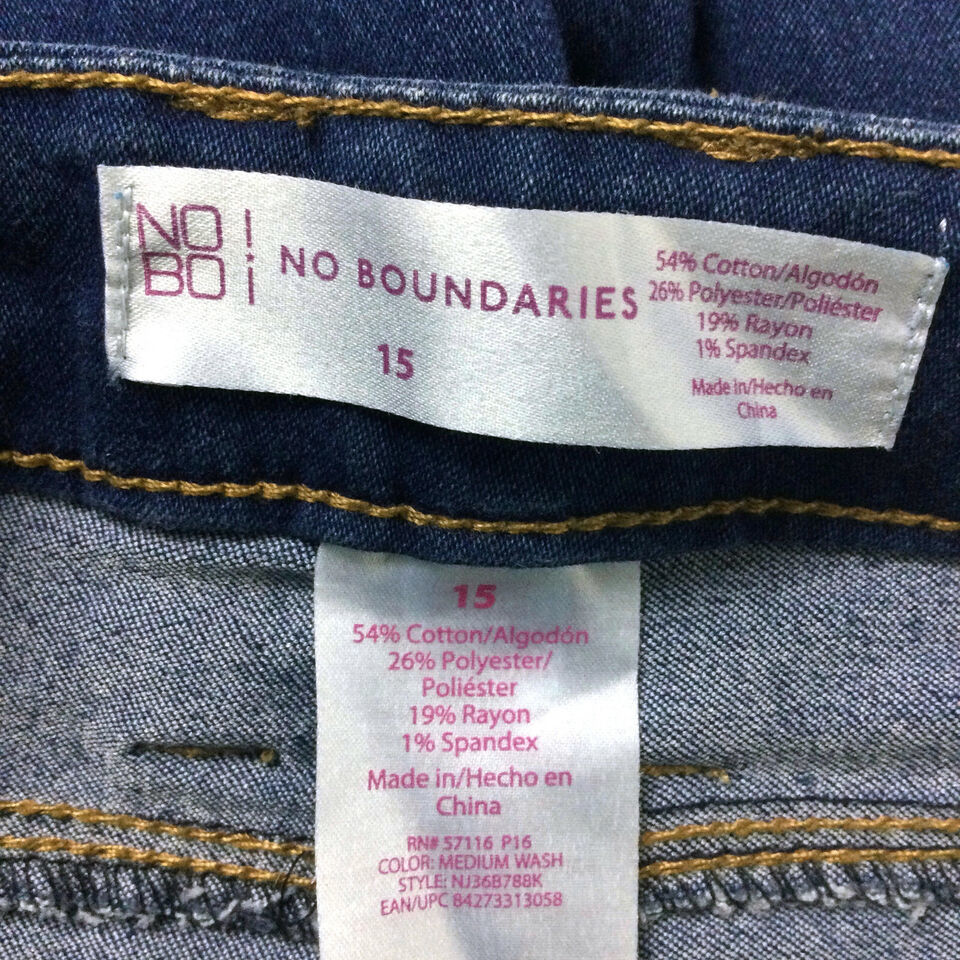 NO!
BO¡
NO BOUNDARIES
15
54% Cotton/Algodón
26% Polyester/Poliéster
19% Rayon
1% Spandex
Made in/Hecho en
China
15
54% Cotton/Algodón
26% Polyester/
Poliéster
19% Rayon
1% Spandex
Made in/Hecho en
China
RN# 57116 P16
COLOR: MEDIUM WASH
STYLE: NJ36B788K
EAN/UPC 84273313058